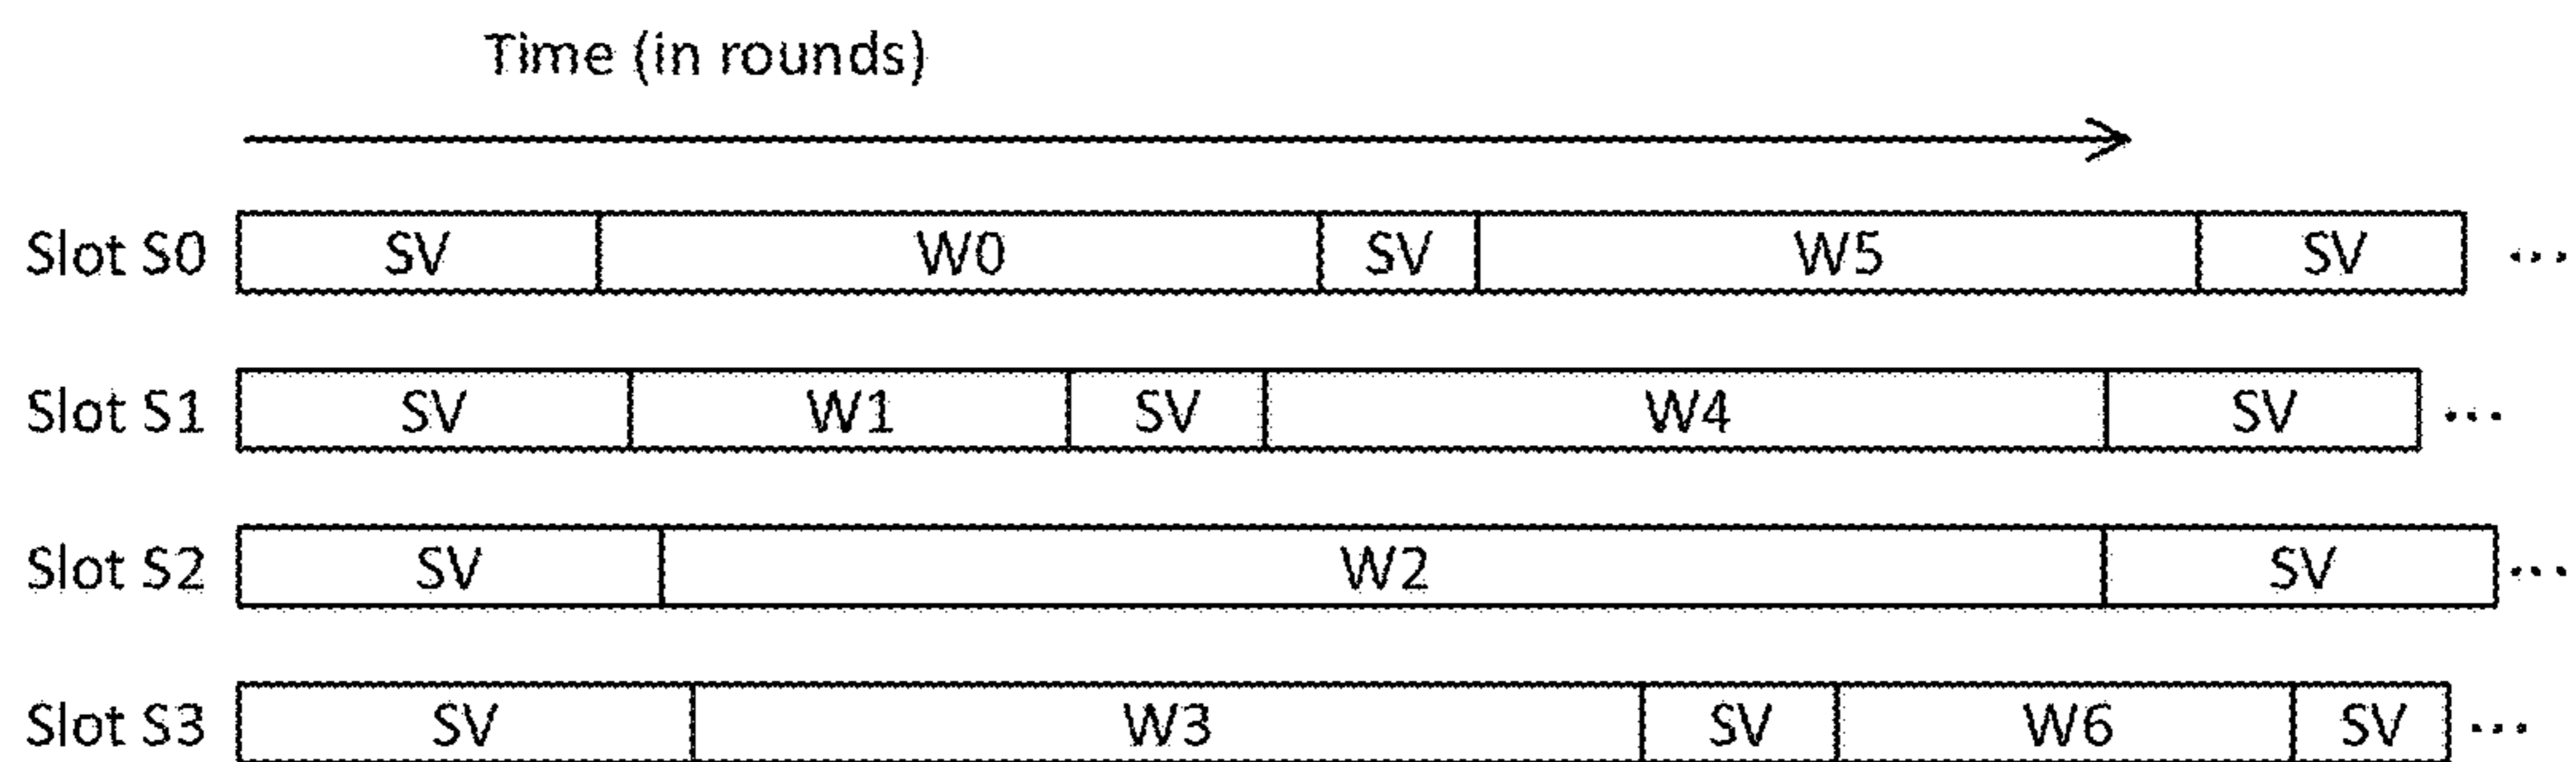 Time (in rounds)
Slot S0 SV W0 SV W5 SV ...
Slot S1 SV W1 SV W4 SV ...
Slot S2 SV W2 SV ...
Slot S3 SV W3 SV W6 SV ...